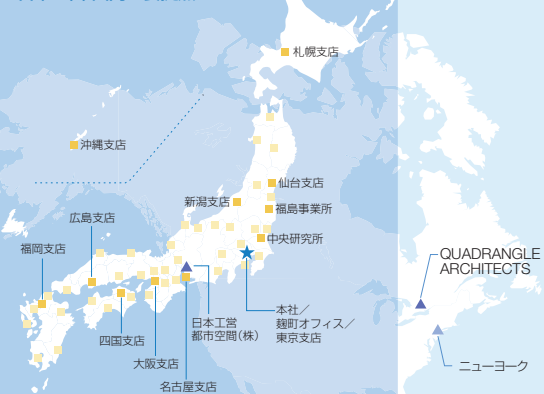 札幌支店
沖縄支店
仙台支店
新潟支店
福島事業所
広島支店
中央研究所
福岡支店
QUADRANGLE
ARCHITECTS
本社／
麹町オフィス／
東京支店
日本工営
都市空間（株）
四国支店
大阪支店
名古屋支店
ニューヨーク